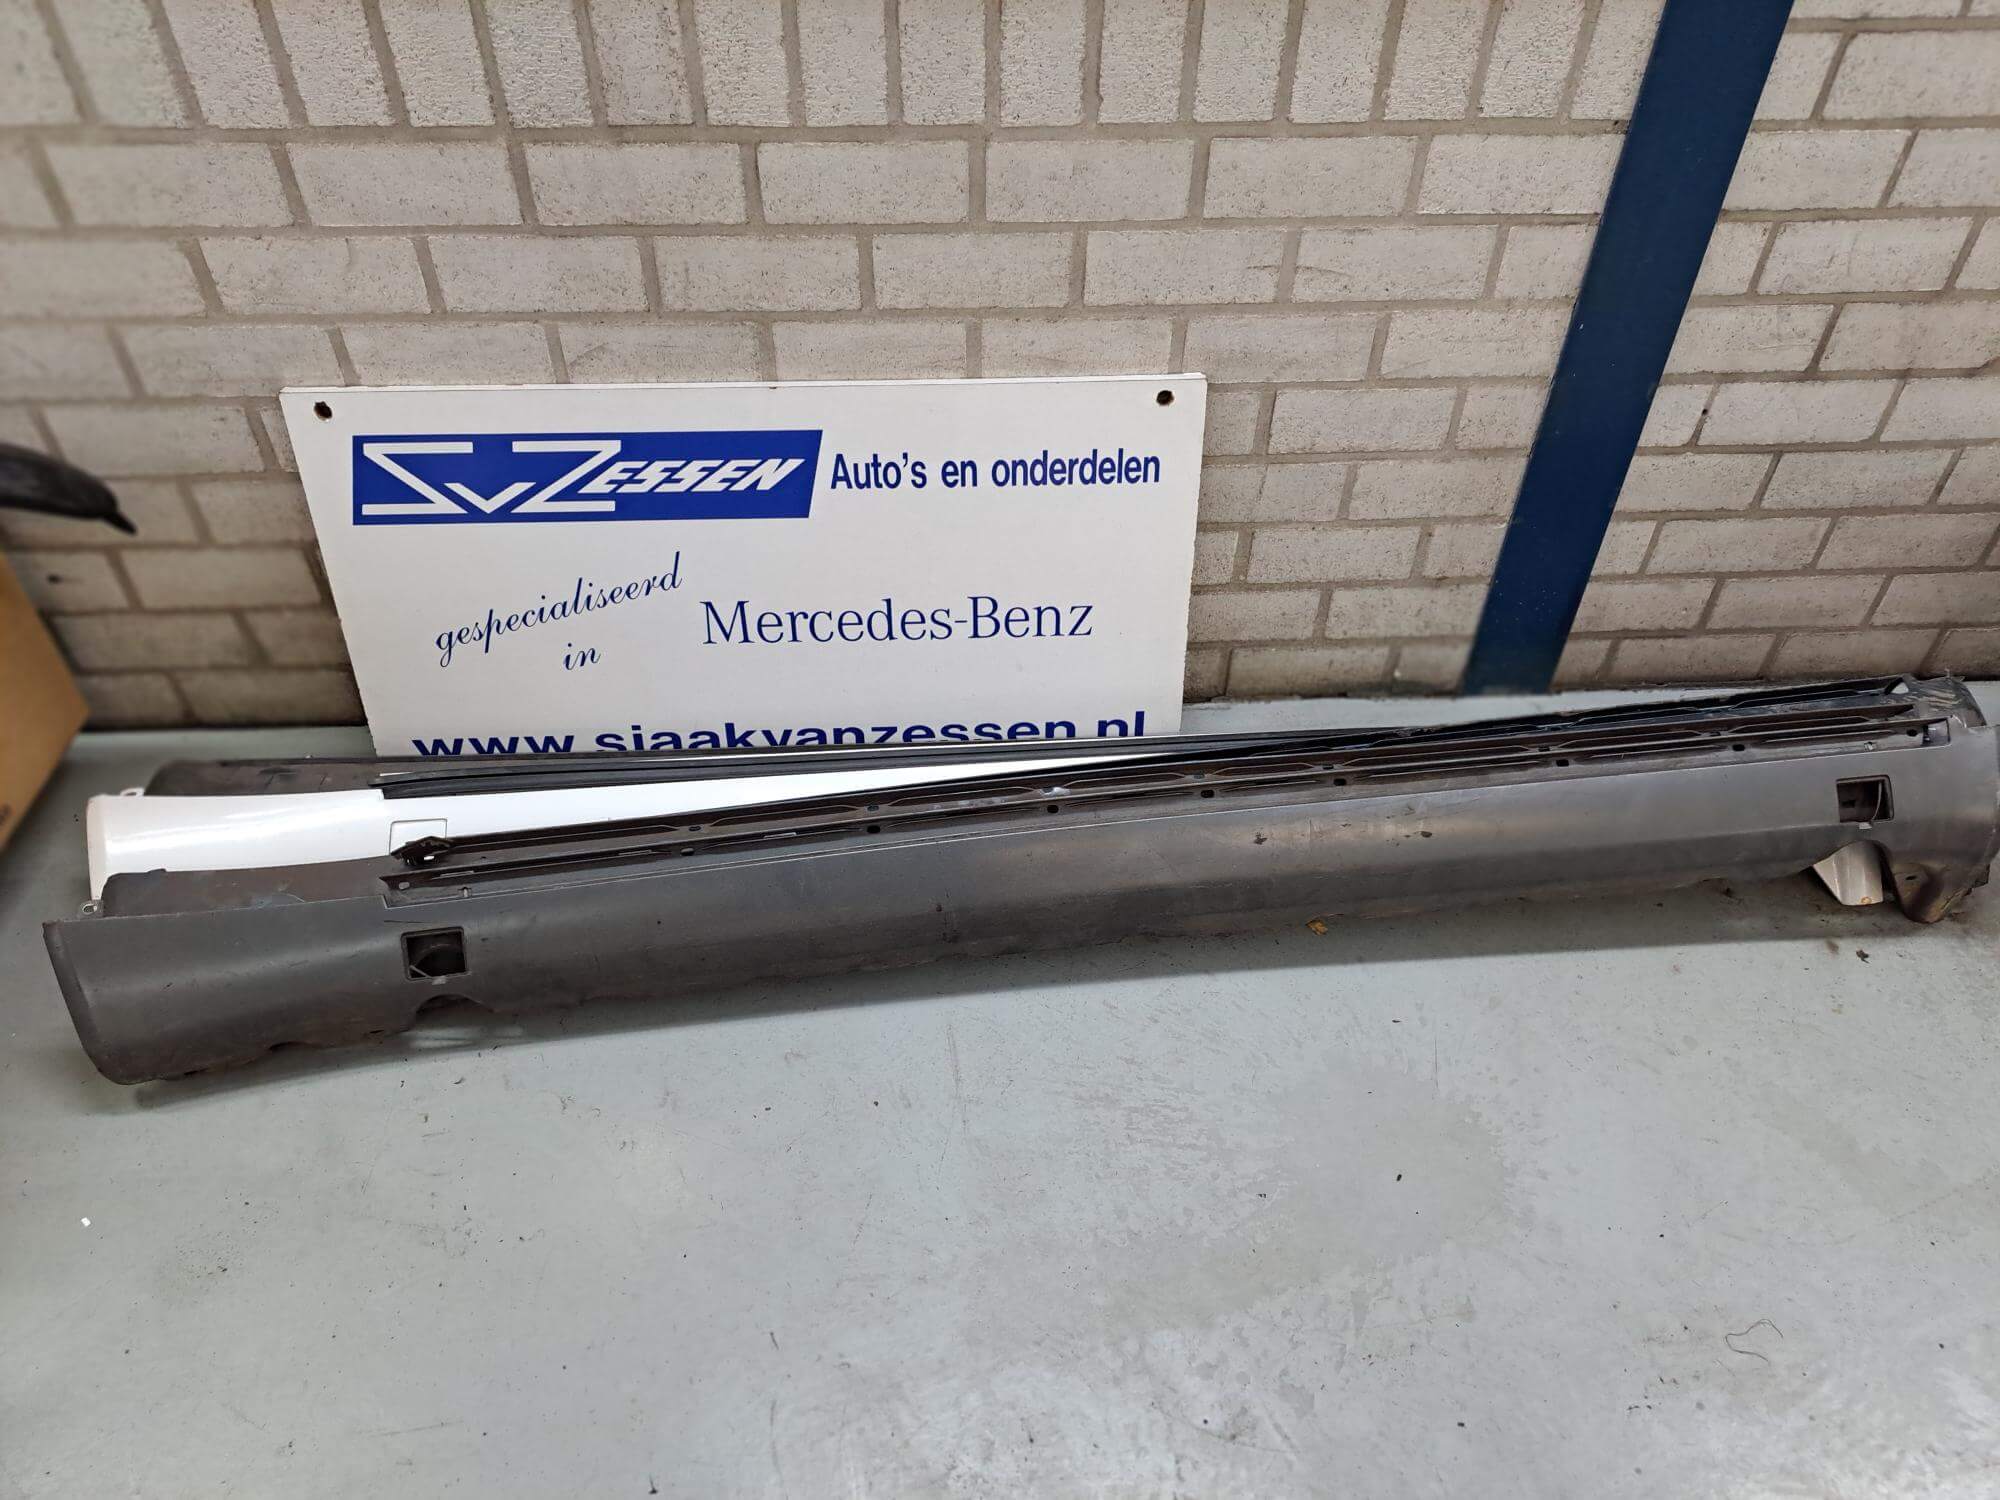 SvZESSEN Auto's en onderdelen
gespecialiseerd
in
Mercedes-Benz
www.sjaakvanzessen.nl